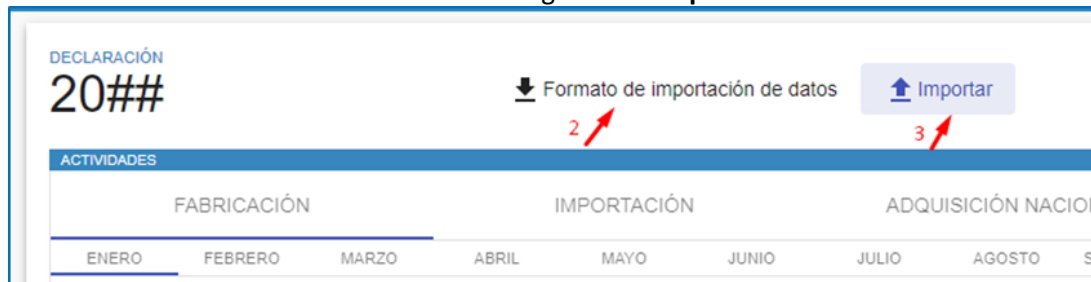 DECLARACIÓN
20##
Formato de importación de datos
Importar
2
3
ACTIVIDADES
FABRICACIÓN IMPORTACIÓN ADQUISICIÓN NACIO
ENERO FEBRERO MARZO ABRIL MAYO JUNIO JULIO AGOSTO S